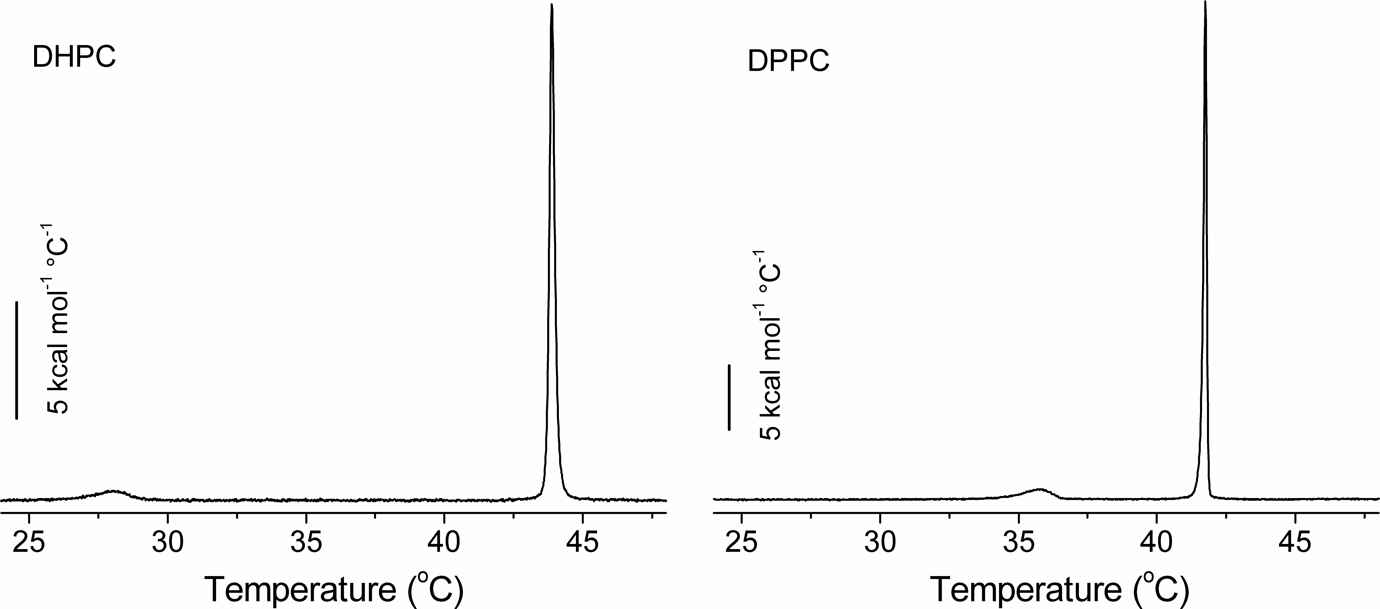 DHPC
5 kcal mol⁻¹ °C⁻¹
25 30 35 40 45
Temperature (°C)
DPPC
5 kcal mol⁻¹ °C⁻¹
25 30 35 40 45
Temperature (°C)